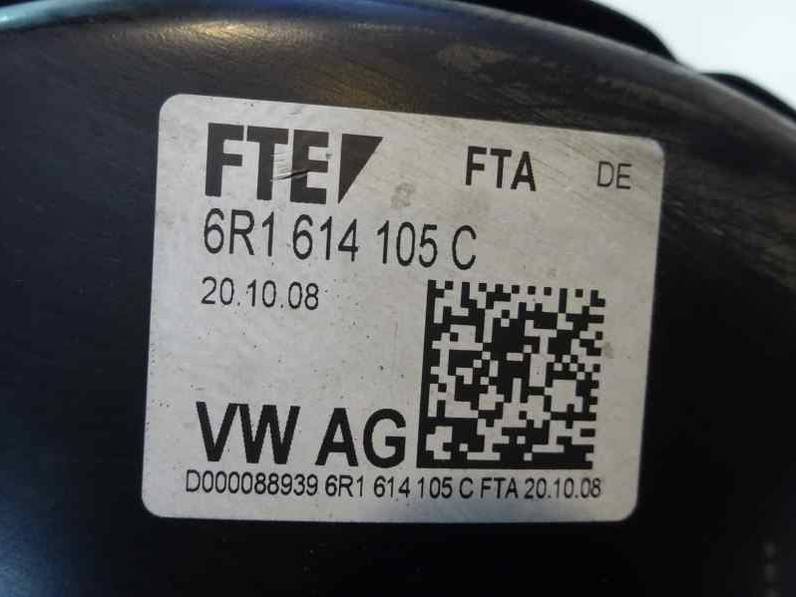 FTE FTA DE
6R1 614 105 C
20.10.08
VW AG
D000088939 6R1 614 105 C FTA 20.10.08